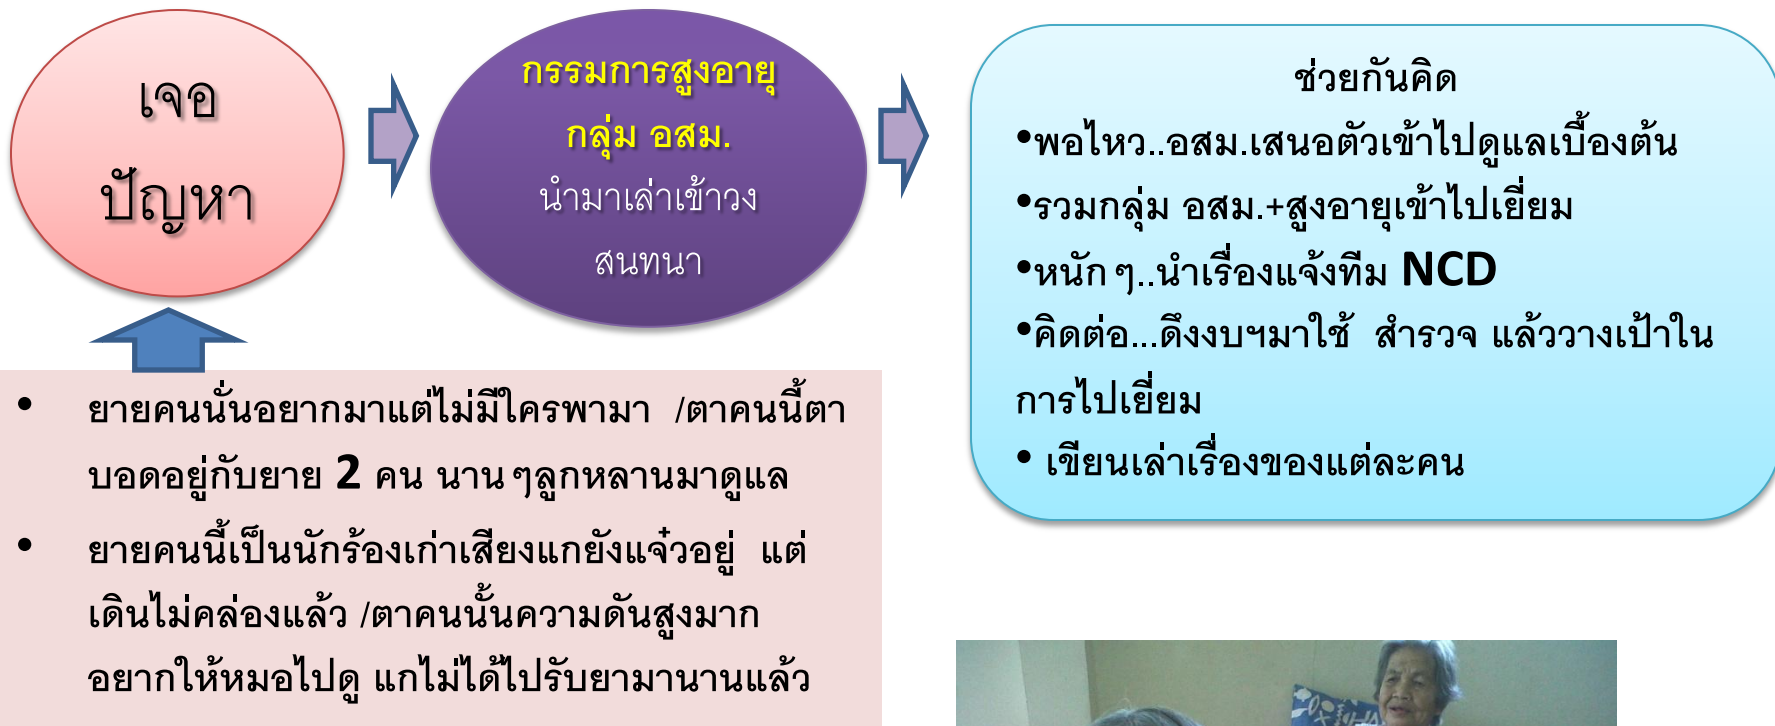 เจอ
ปัญหา
กรรมการสูงอายุ
กลุ่ม อสม.
นำมาเล่าเข้าวง
สนทนา
ช่วยกันคิด
•พอไหว..อสม.เสนอตัวเข้าไปดูแลเบื้องต้น
•รวมกลุ่ม อสม.+สูงอายุเข้าไปเยี่ยม
•หนัก ๆ..นำเรื่องแจ้งทีม NCD
•คิดต่อ...ดึงงบฯมาใช้ สำรวจ แล้ววางเป้าใน
การไปเยี่ยม
• เขียนเล่าเรื่องของแต่ละคน
• ยายคนนั่นอยากมาแต่ไม่มีใครพามา /ตาคนนี้ตา
บอดอยู่กับยาย 2 คน นาน ๆลูกหลานมาดูแล
• ยายคนนี้เป็นนักร้องเก่าเสียงแกยังแจ๋วอยู่ แต่
เดินไม่คล่องแล้ว /ตาคนนั้นความดันสูงมาก
อยากให้หมอไปดู แกไม่ได้ไปรับยามานานแล้ว